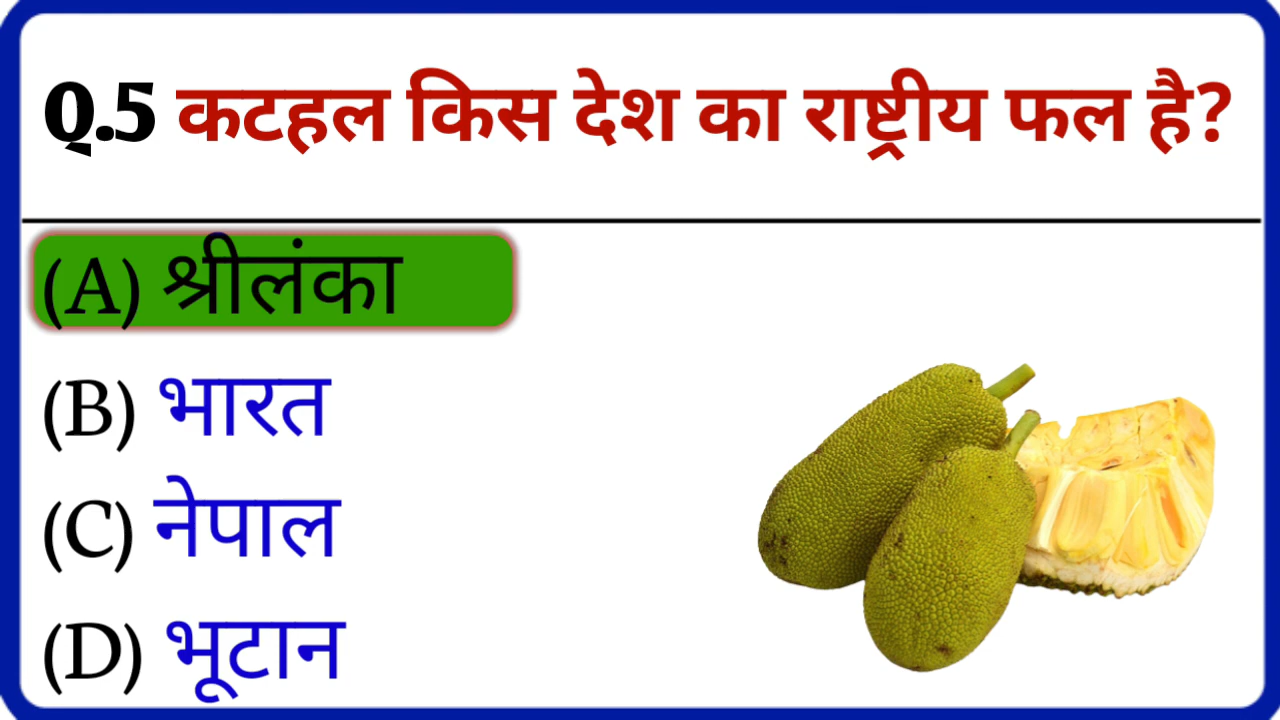 Q.5 कटहल किस देश का राष्ट्रीय फल है?
(A) श्रीलंका
(B) भारत
(C) नेपाल
(D) भूटान